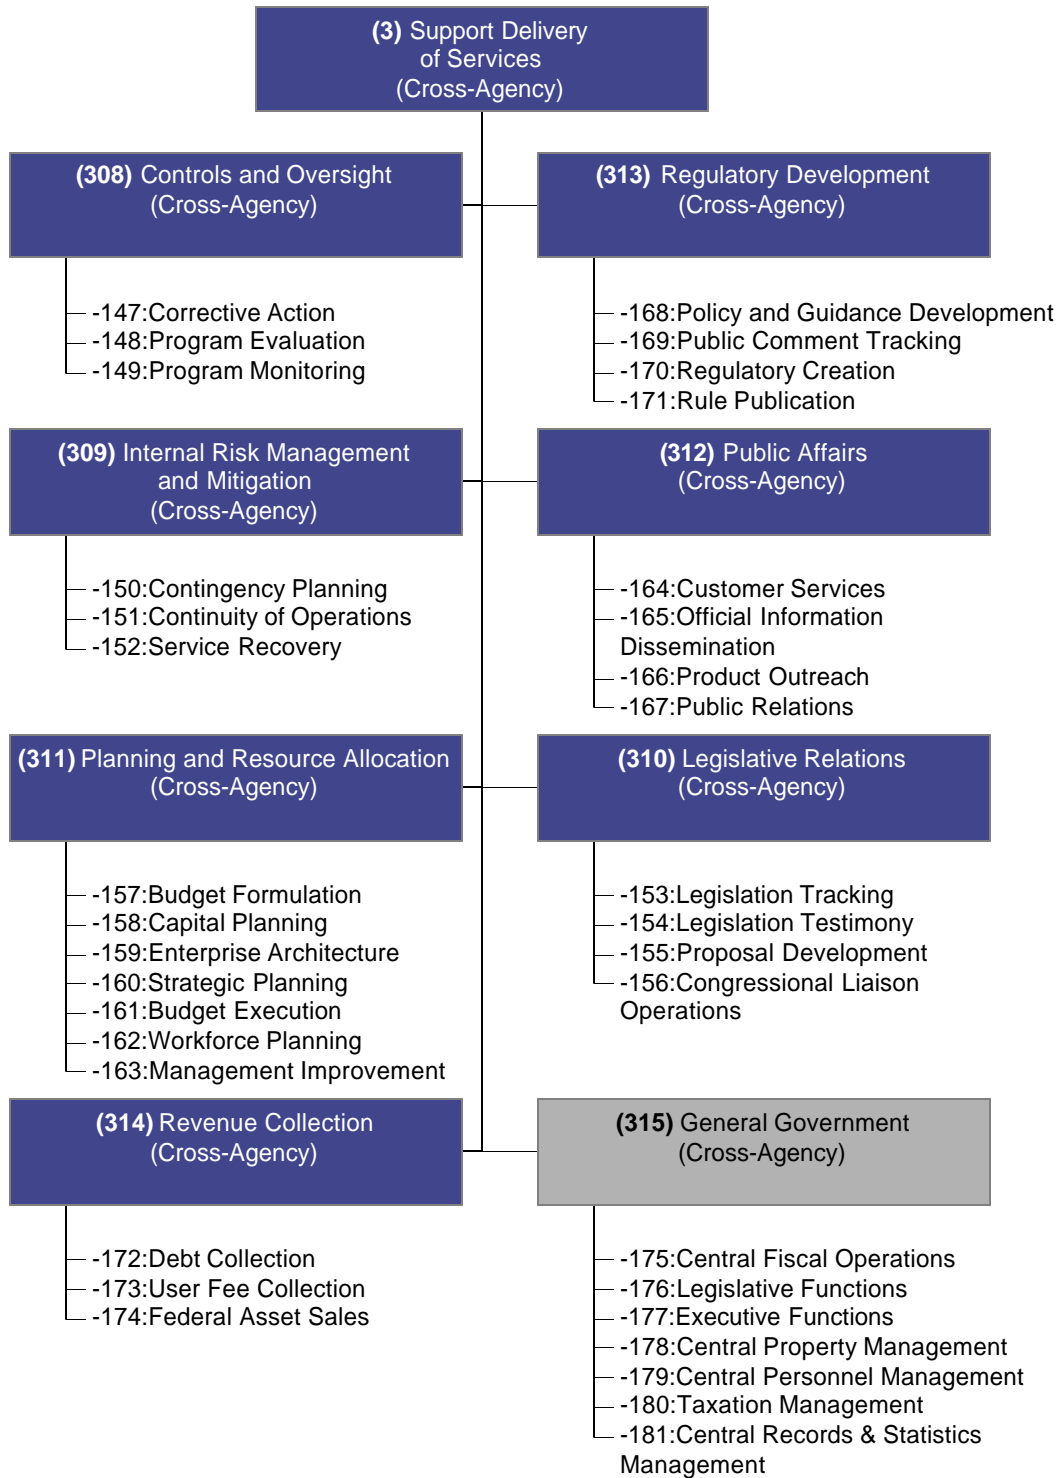 (3) Support Delivery
of Services
(Cross-Agency)
(308) Controls and Oversight
(Cross-Agency)
-147:Corrective Action
-148:Program Evaluation
-149:Program Monitoring
(313) Regulatory Development
(Cross-Agency)
-168:Policy and Guidance Development
-169:Public Comment Tracking
-170:Regulatory Creation
-171:Rule Publication
(309) Internal Risk Management
and Mitigation
(Cross-Agency)
-150:Contingency Planning
-151:Continuity of Operations
-152:Service Recovery
(312) Public Affairs
(Cross-Agency)
-164:Customer Services
-165:Official Information
Dissemination
-166:Product Outreach
-167:Public Relations
(311) Planning and Resource Allocation
(Cross-Agency)
-157:Budget Formulation
-158:Capital Planning
-159:Enterprise Architecture
-160:Strategic Planning
-161:Budget Execution
-162:Workforce Planning
-163:Management Improvement
(310) Legislative Relations
(Cross-Agency)
-153:Legislation Tracking
-154:Legislation Testimony
-155:Proposal Development
-156:Congressional Liaison
Operations
(314) Revenue Collection
(Cross-Agency)
-172:Debt Collection
-173:User Fee Collection
-174:Federal Asset Sales
(315) General Government
(Cross-Agency)
-175:Central Fiscal Operations
-176:Legislative Functions
-177:Executive Functions
-178:Central Property Management
-179:Central Personnel Management
-180:Taxation Management
-181:Central Records & Statistics
Management